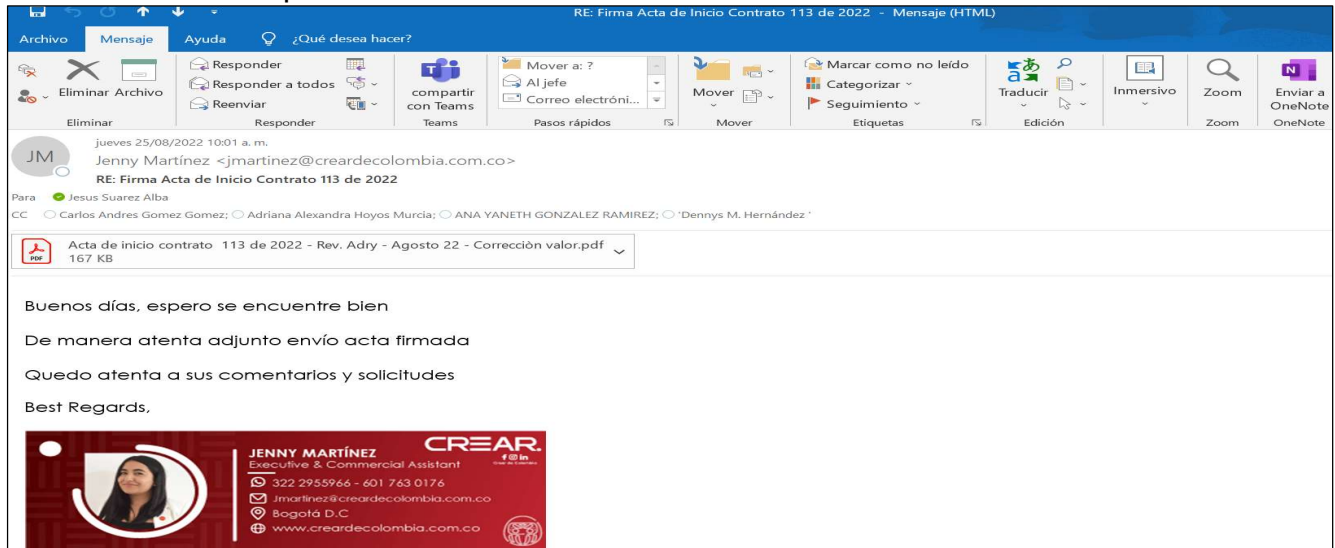 RE: Firma Acta de Inicio Contrato 113 de 2022 - Mensaje (HTML)
Archivo Mensaje Ayuda ¿Qué desea hacer?
Responder
Responder a todos
Reenviar
Eliminar Archivo
compartir con Teams
Mover a: ?
Al jefe
Correo electróni...
Mover
Marcar como no leído
Categorizar
Seguimiento
Traducir
Inmersivo
Zoom
Enviar a OneNote
Eliminar Responder Teams Pasos rápidos Mover Etiquetas Edición Zoom OneNote
JM
jueves 25/08/2022 10:01 a. m.
Jenny Martínez <jmartinez@creardecolombia.com.co>
RE: Firma Acta de Inicio Contrato 113 de 2022
Para Jesus Suarez Alba
CC Carlos Andres Gomez Gomez; Adriana Alexandra Hoyos Murcia; ANA YANETH GONZALEZ RAMIREZ; 'Dennys M. Hernández '
Acta de inicio contrato 113 de 2022 - Rev. Adry - Agosto 22 - Correcciòn valor.pdf
PDF
167 KB
Buenos días, espero se encuentre bien
De manera atenta adjunto envío acta firmada
Quedo atenta a sus comentarios y solicitudes
Best Regards,
CREAR.
JENNY MARTÍNEZ
Executive & Commercial Assistant
322 2955966 - 601 763 0176
Jmartinez@creardecolombia.com.co
Bogotá D.C
www.creardecolombia.com.co